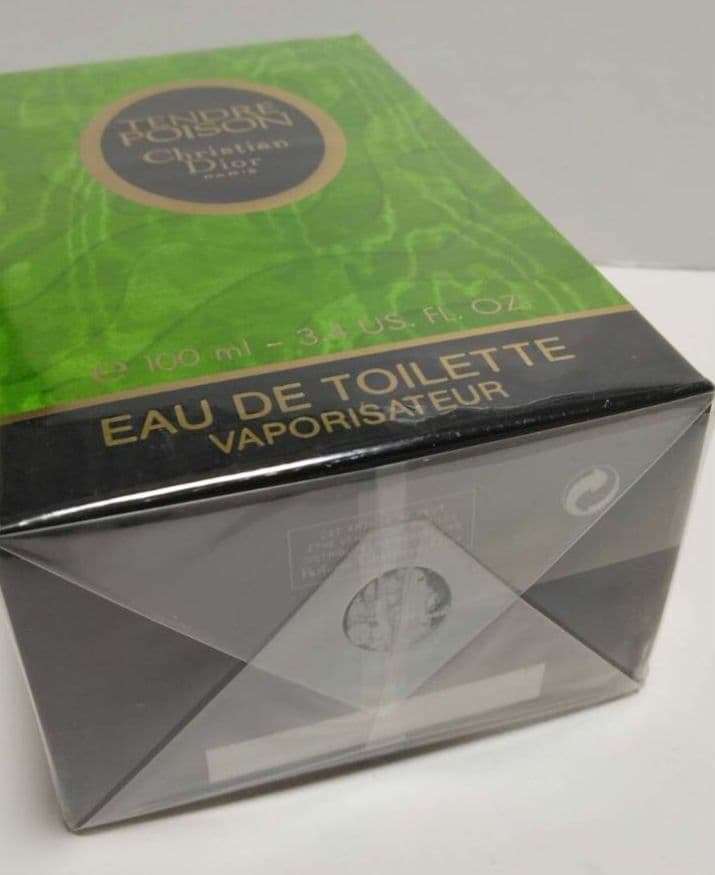 TENDRE
POISON
Christian
Dior
PARIS
e 100 ml - 3.4 US. FL. OZ.
EAU DE TOILETTE
VAPORISATEUR